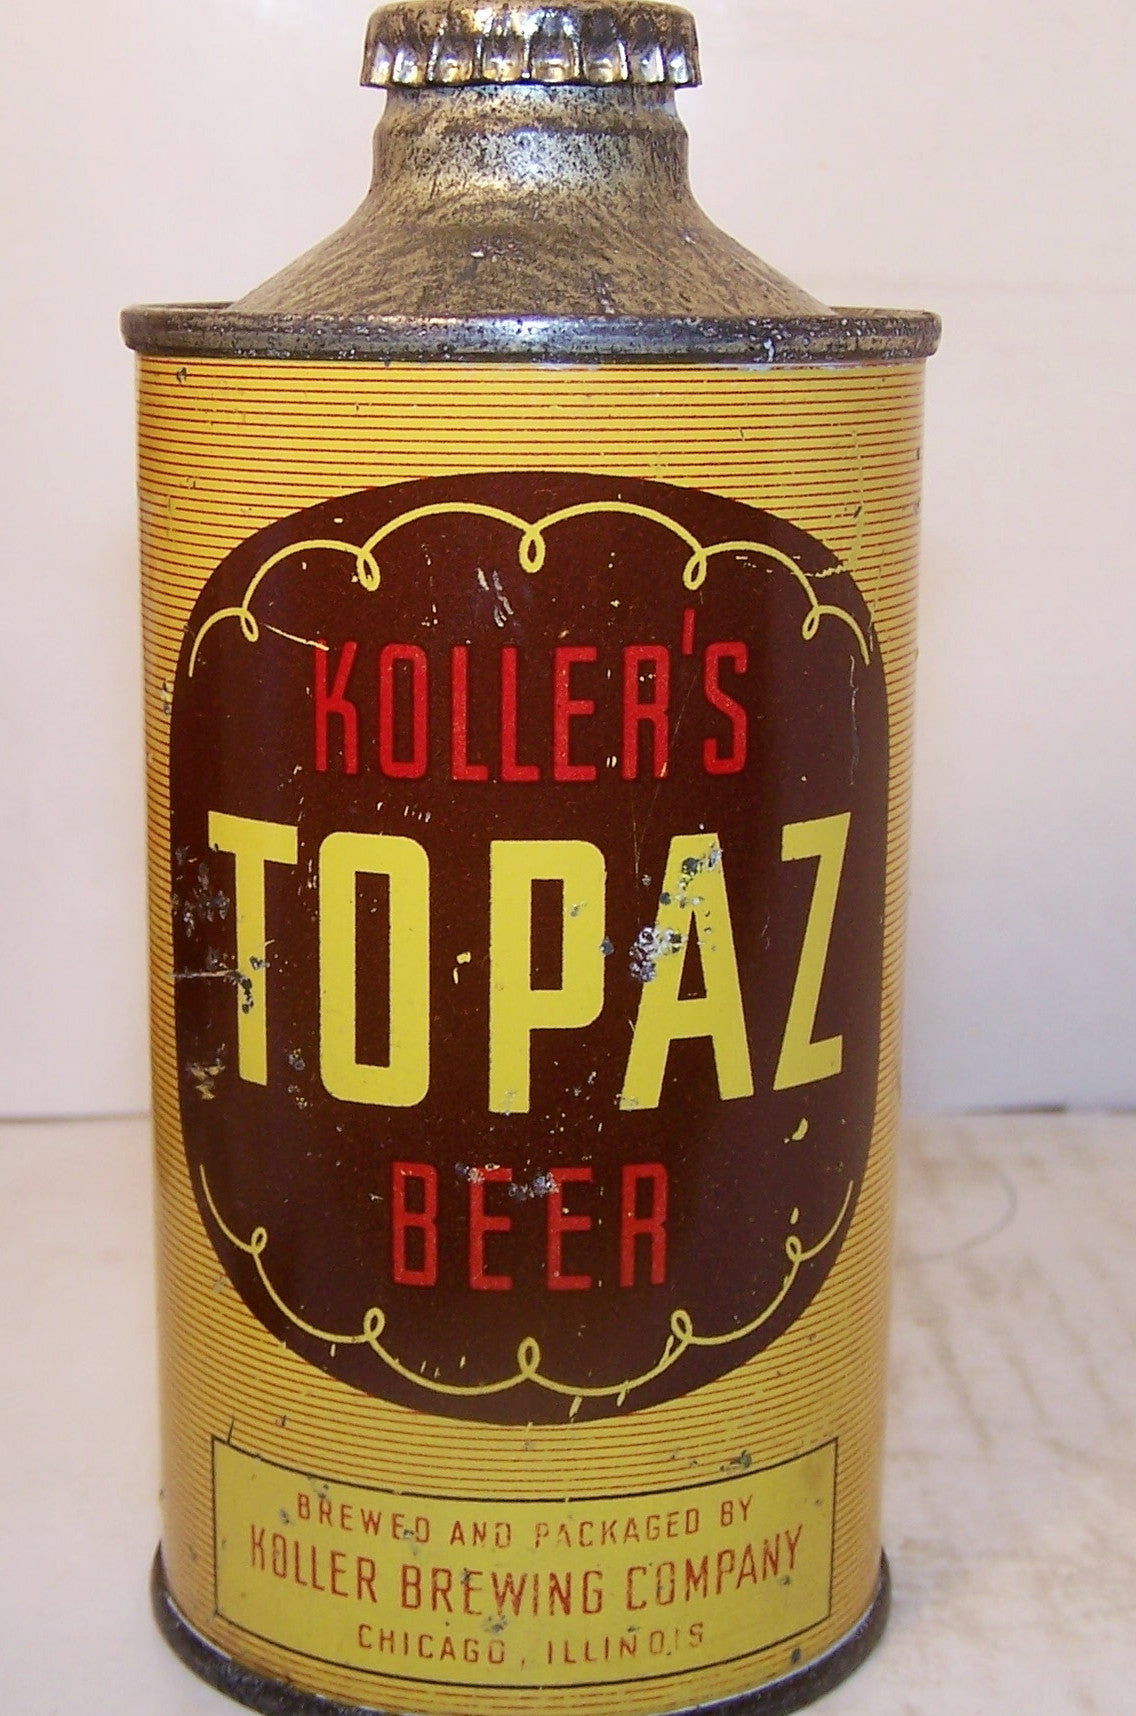 KOLLER'S
TOPAZ
BEER
BREWED AND PACKAGED BY
KOLLER BREWING COMPANY
CHICAGO, ILLINOIS